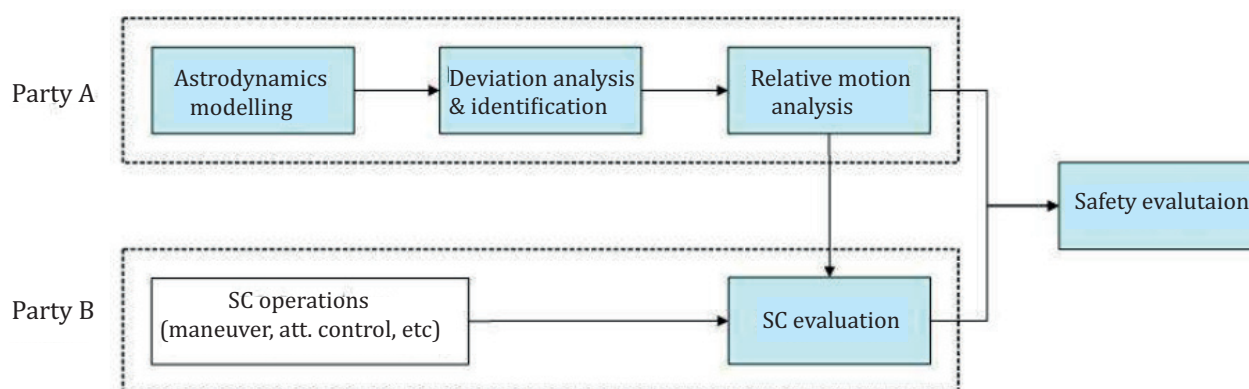 Party A
Astrodynamics
modelling
Deviation analysis
& identification
Relative motion
analysis
Safety evalutaion
Party B
SC operations
(maneuver, att. control, etc)
SC evaluation